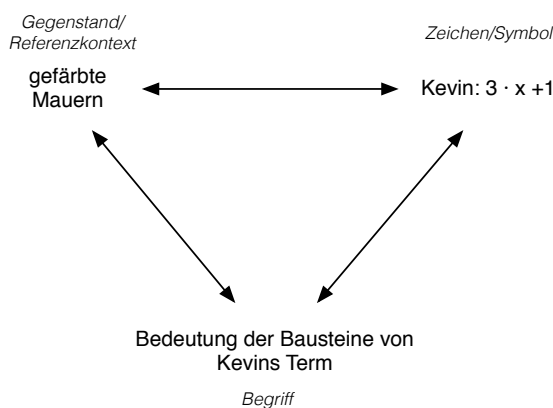 Gegenstand/
Referenzkontext
gefärbte
Mauern
Zeichen/Symbol
Kevin: 3 · x +1
Bedeutung der Bausteine von
Kevins Term
Begriff